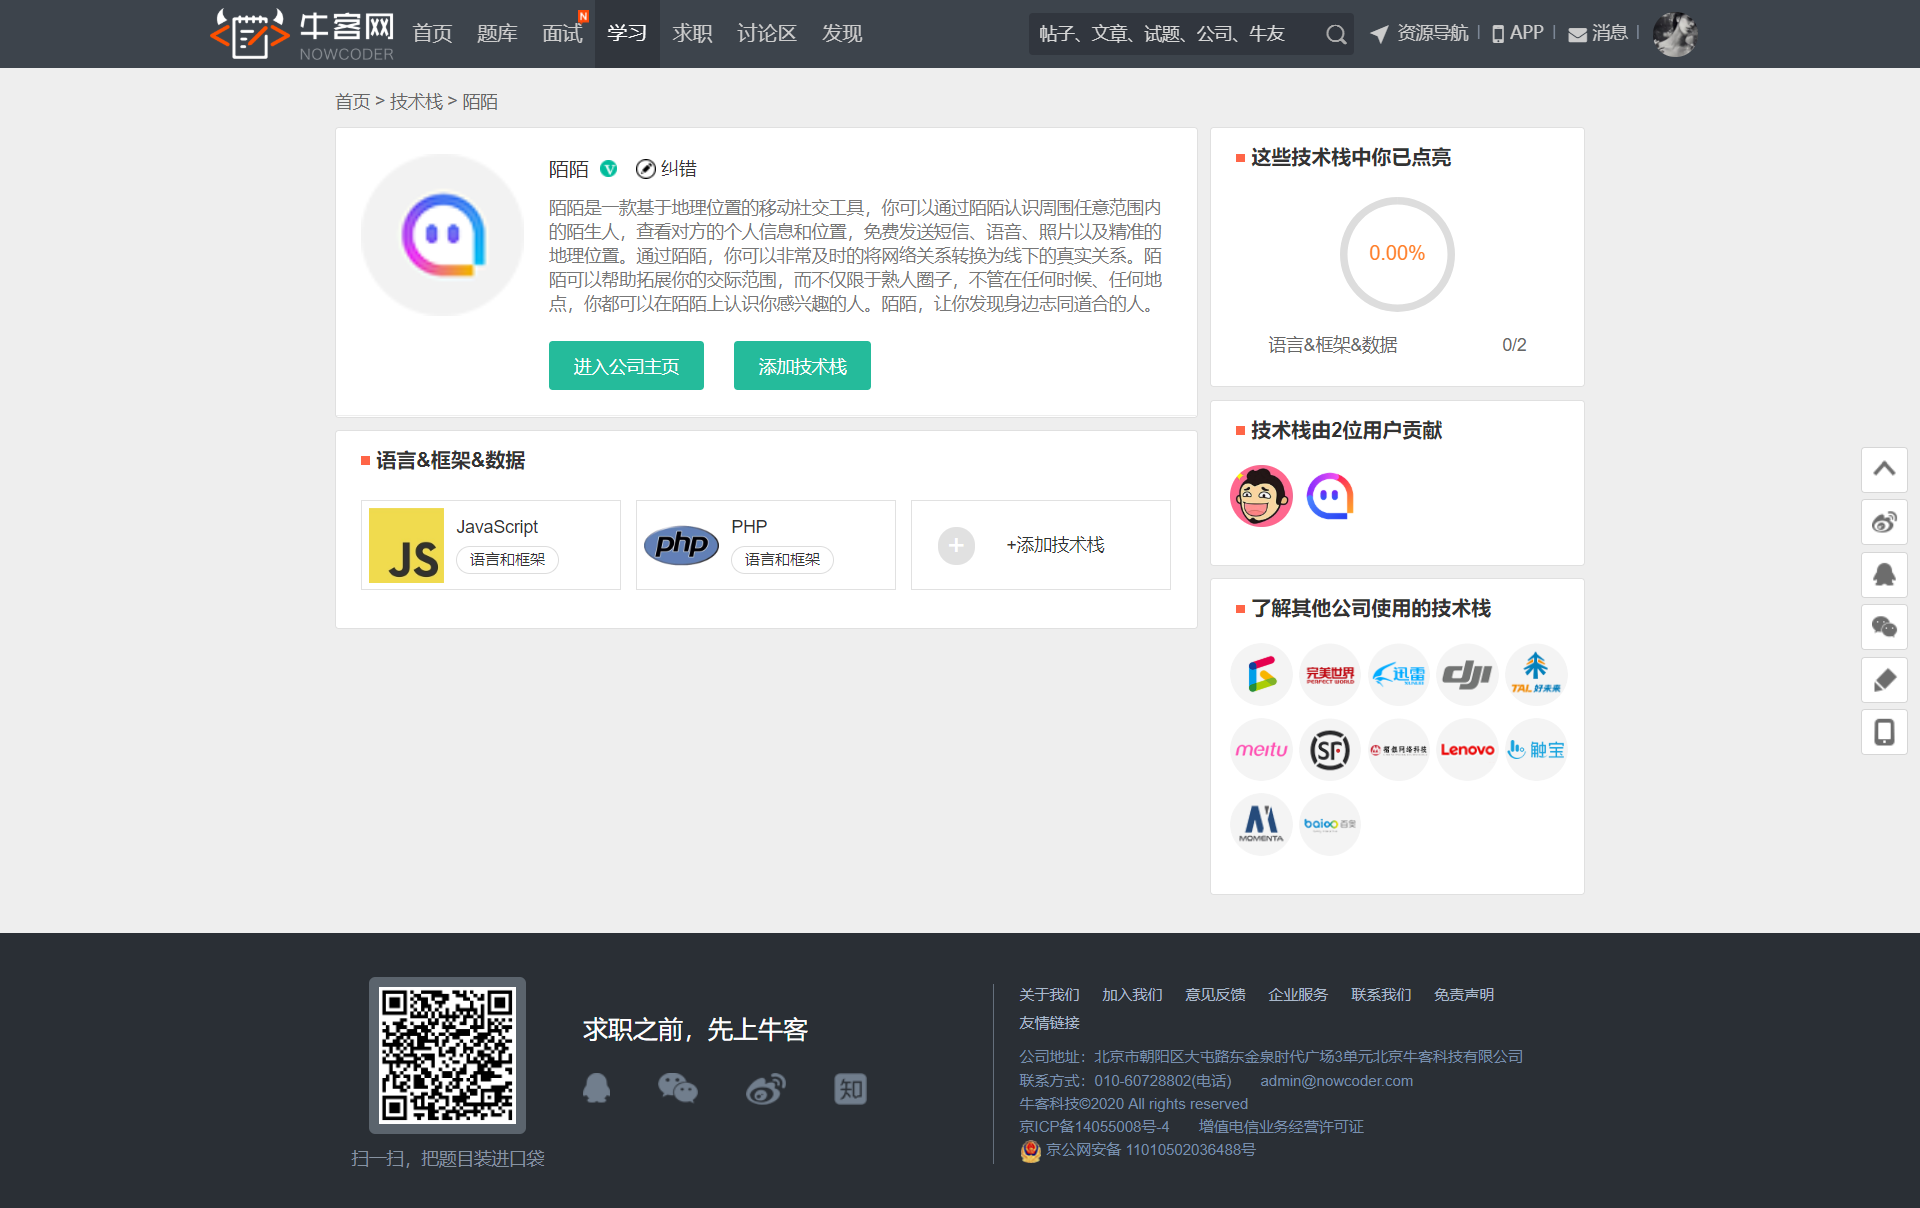 牛客网
NOWCODER
首页
题库
面试
N
学习
求职
讨论区
发现
帖子、文章、试题、公司、牛友
资源导航
APP
消息
首页 > 技术栈 > 陌陌
陌陌
V
纠错
陌陌是一款基于地理位置的移动社交工具，你可以通过陌陌认识周围任意范围内
的陌生人，查看对方的个人信息和位置，免费发送短信、语音、照片以及精准的
地理位置。通过陌陌，你可以非常及时的将网络关系转换为线下的真实关系。陌
陌可以帮助拓展你的交际范围，而不仅限于熟人圈子，不管在任何时候、任何地
点，你都可以在陌陌上认识你感兴趣的人。陌陌，让你发现身边志同道合的人。
进入公司主页
添加技术栈
语言&框架&数据
JS
JavaScript
语言和框架
php
PHP
语言和框架
+添加技术栈
这些技术栈中你已点亮
0.00%
语言&框架&数据
0/2
技术栈由2位用户贡献
了解其他公司使用的技术栈
完美世界
PERFECT WORLD
迅雷
dji
TAL 好未来
meitu
SF
Lenovo
触宝
MOMENTA
baioo 百奥
求职之前，先上牛客
知
扫一扫，把题目装进口袋
关于我们
加入我们
意见反馈
企业服务
联系我们
免责声明
友情链接
公司地址：北京市朝阳区大屯路东金泉时代广场3单元北京牛客科技有限公司
联系方式：010-60728802(电话)
admin@nowcoder.com
牛客科技©2020 All rights reserved
京ICP备14055008号-4
增值电信业务经营许可证
京公网安备 11010502036488号